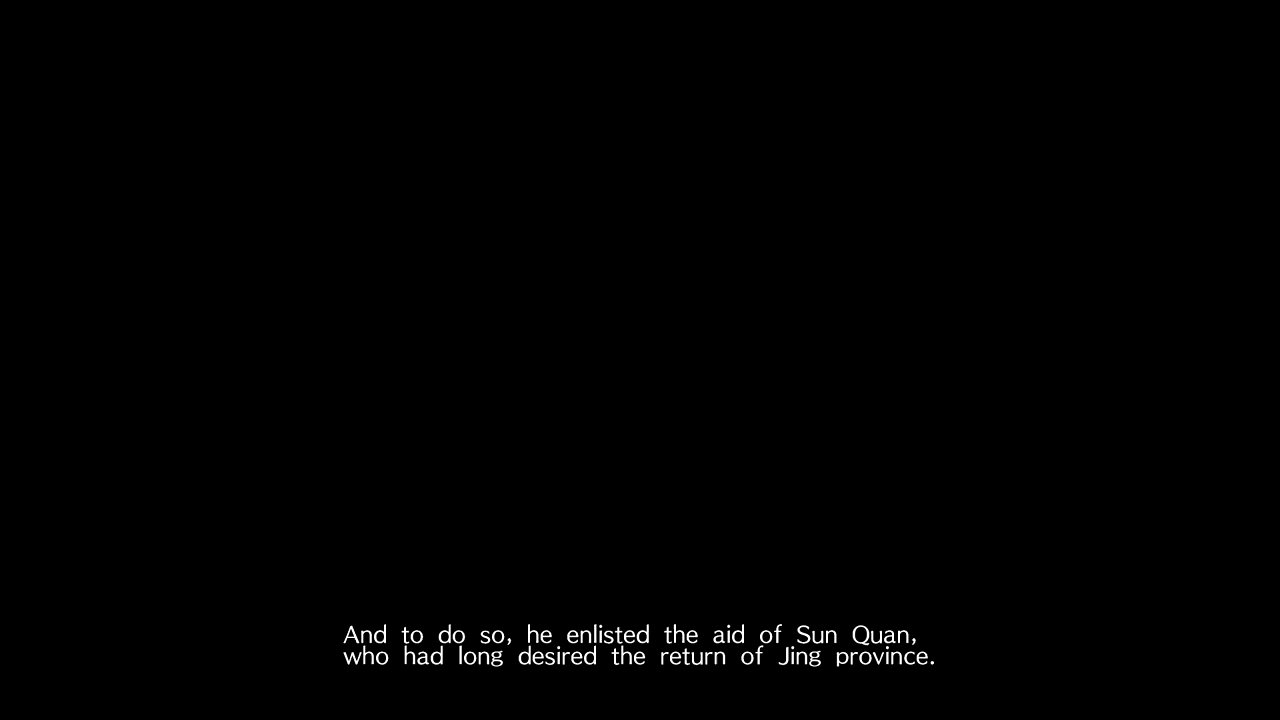 And to do so, he enlisted the aid of Sun Quan,
who had long desired the return of Jing province.